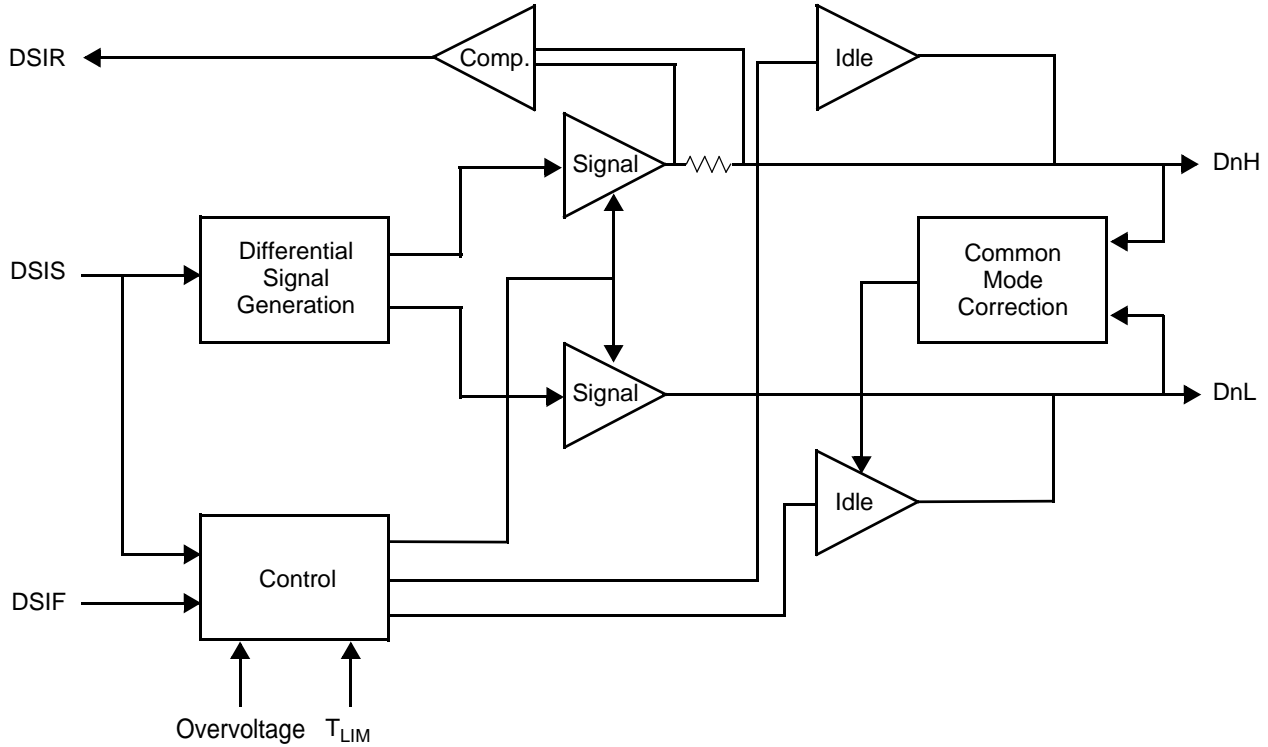 DSIR
Comp.
Idle
Signal
DnH
Differential
Signal
Generation
DSIS
Common
Mode
Correction
Signal
DnL
Idle
Control
DSIF
Overvoltage
TLIM